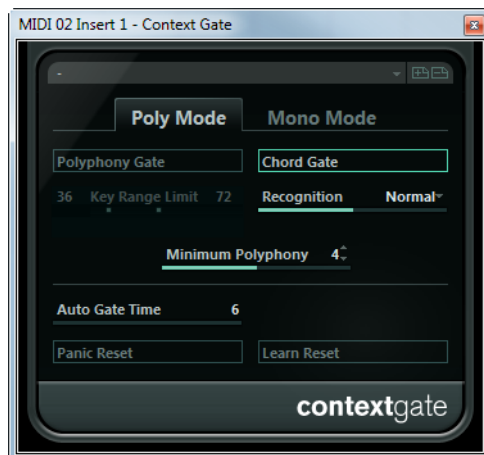 MIDI 02 Insert 1 - Context Gate
-
Poly Mode Mono Mode
Polyphony Gate Chord Gate
36 Key Range Limit 72 Recognition Normal
Minimum Polyphony 4
Auto Gate Time 6
Panic Reset Learn Reset
contextgate